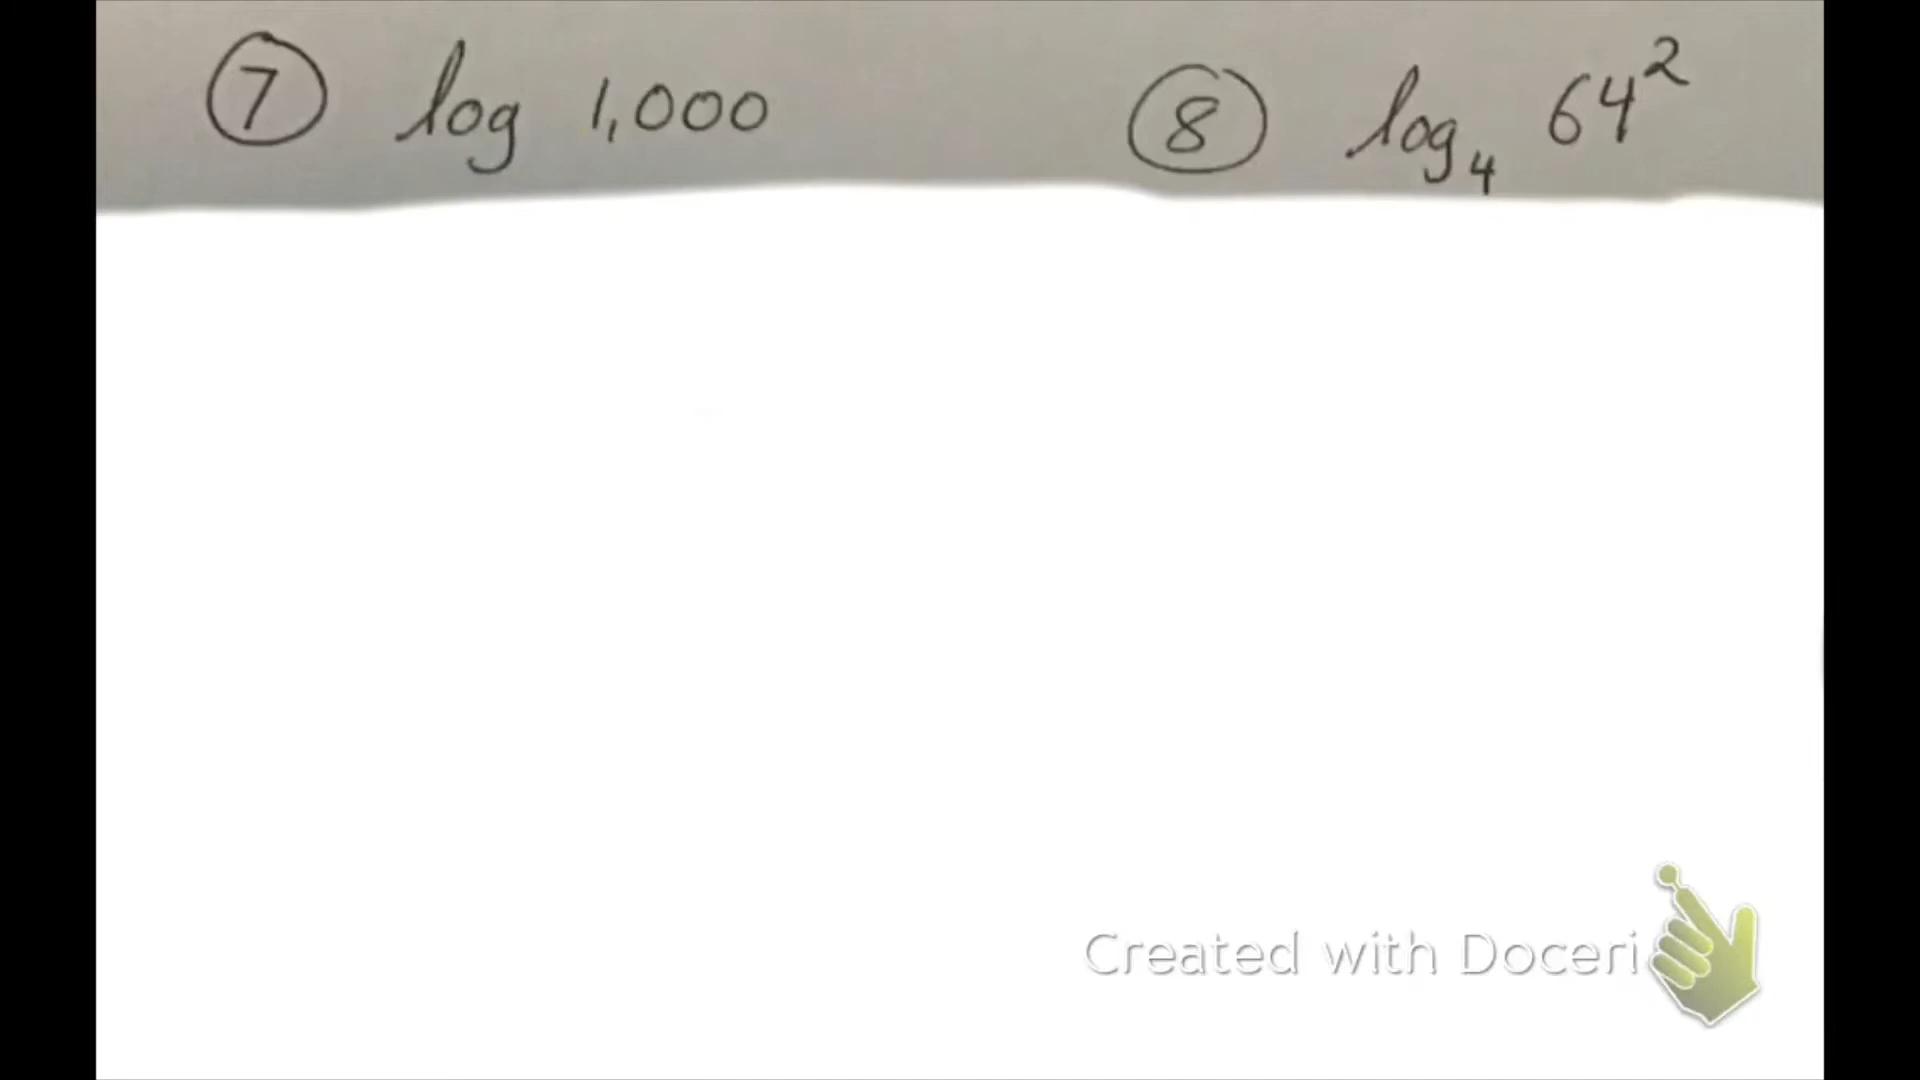 ⑦ log 1,000
⑧ log₄ 64²
Created with Doceri